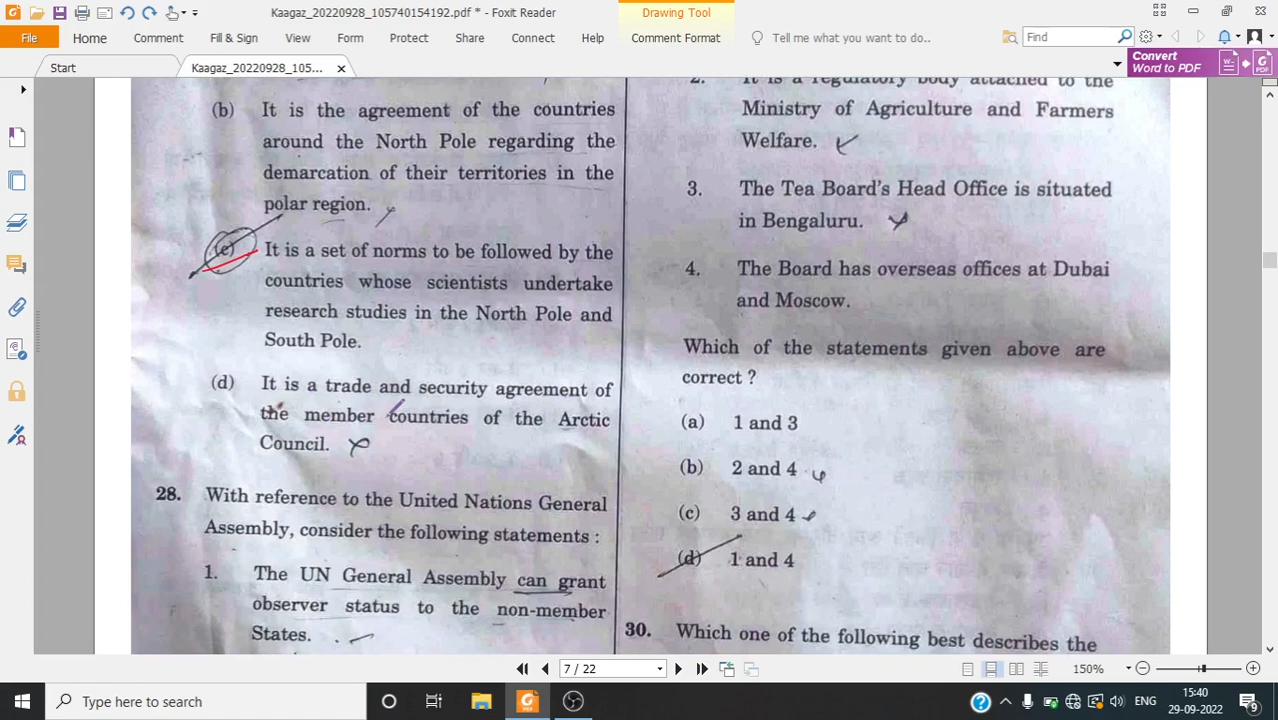 Kaagaz_20220928_105740154192.pdf * - Foxit Reader
Drawing Tool
File
Home
Comment
Fill & Sign
View
Form
Protect
Share
Connect
Help
Comment Format
Tell me what you want to do..
Find
Start
Kaagaz_20220928_105...
Convert
Word to PDF
(b) It is the agreement of the countries
around the North Pole regarding the
demarcation of their territories in the
polar region.
(c) It is a set of norms to be followed by the
countries whose scientists undertake
research studies in the North Pole and
South Pole.
(d) It is a trade and security agreement of
the member countries of the Arctic
Council.
28. With reference to the United Nations General
Assembly, consider the following statements :
1. The UN General Assembly can grant
observer status to the non-member
States.
2. It is a regulatory body attached to the
Ministry of Agriculture and Farmers
Welfare.
3. The Tea Board's Head Office is situated
in Bengaluru.
4. The Board has overseas offices at Dubai
and Moscow.
Which of the statements given above are
correct ?
(a) 1 and 3
(b) 2 and 4
(c) 3 and 4
(d) 1 and 4
30. Which one of the following best describes the
7 / 22
150%
Type here to search
ENG
15:40
29-09-2022
9